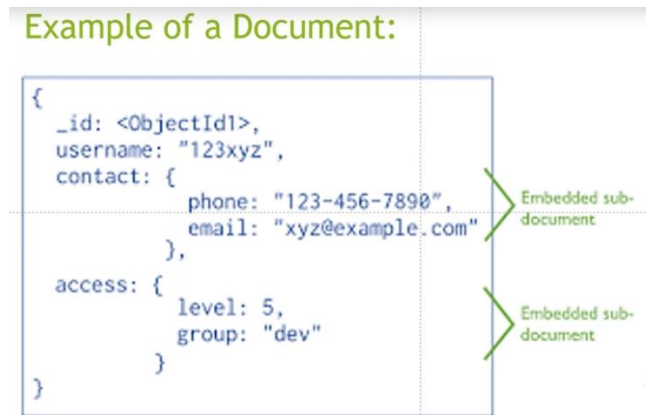 Example of a Document:
{
_id: <ObjectId1>,
username: "123xyz",
contact: {
phone: "123-456-7890",
email: "xyz@example.com"
},
Embedded sub-
document
access: {
level: 5,
group: "dev"
}
Embedded sub-
document
}